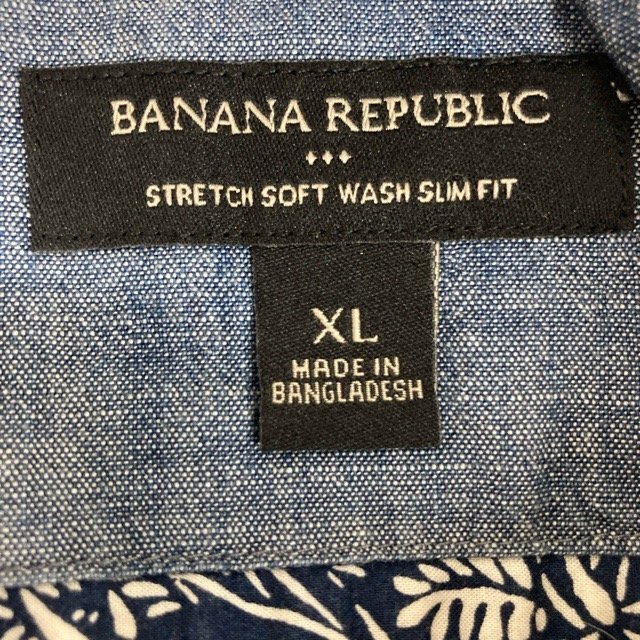 BANANA REPUBLIC
STRETCH SOFT WASH SLIM FIT
XL
MADE IN
BANGLADESH